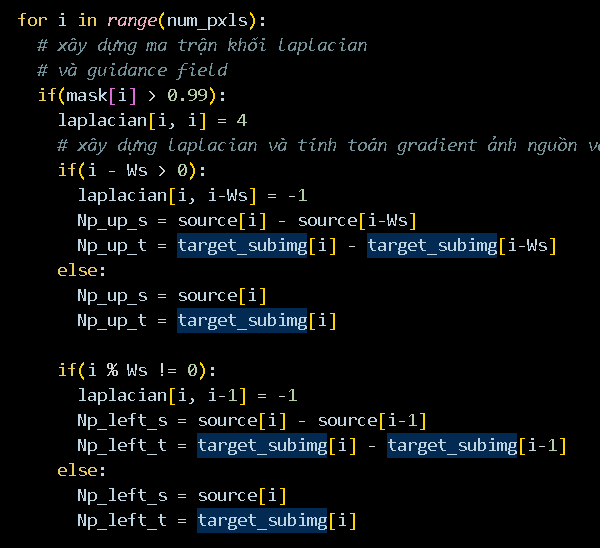 for i in range(num_pxls):
# xây dựng ma trận khối laplacian
# và guidance field
if(mask[i] > 0.99):
laplacian[i, i] = 4
# xây dựng laplacian và tính toán gradient ảnh nguồn
if(i - Ws > 0):
laplacian[i, i-Ws] = -1
Np_up_s = source[i] - source[i-Ws]
Np_up_t = target_subimg[i] - target_subimg[i-Ws]
else:
Np_up_s = source[i]
Np_up_t = target_subimg[i]
if(i % Ws != 0):
laplacian[i, i-1] = -1
Np_left_s = source[i] - source[i-1]
Np_left_t = target_subimg[i] - target_subimg[i-1]
else:
Np_left_s = source[i]
Np_left_t = target_subimg[i]